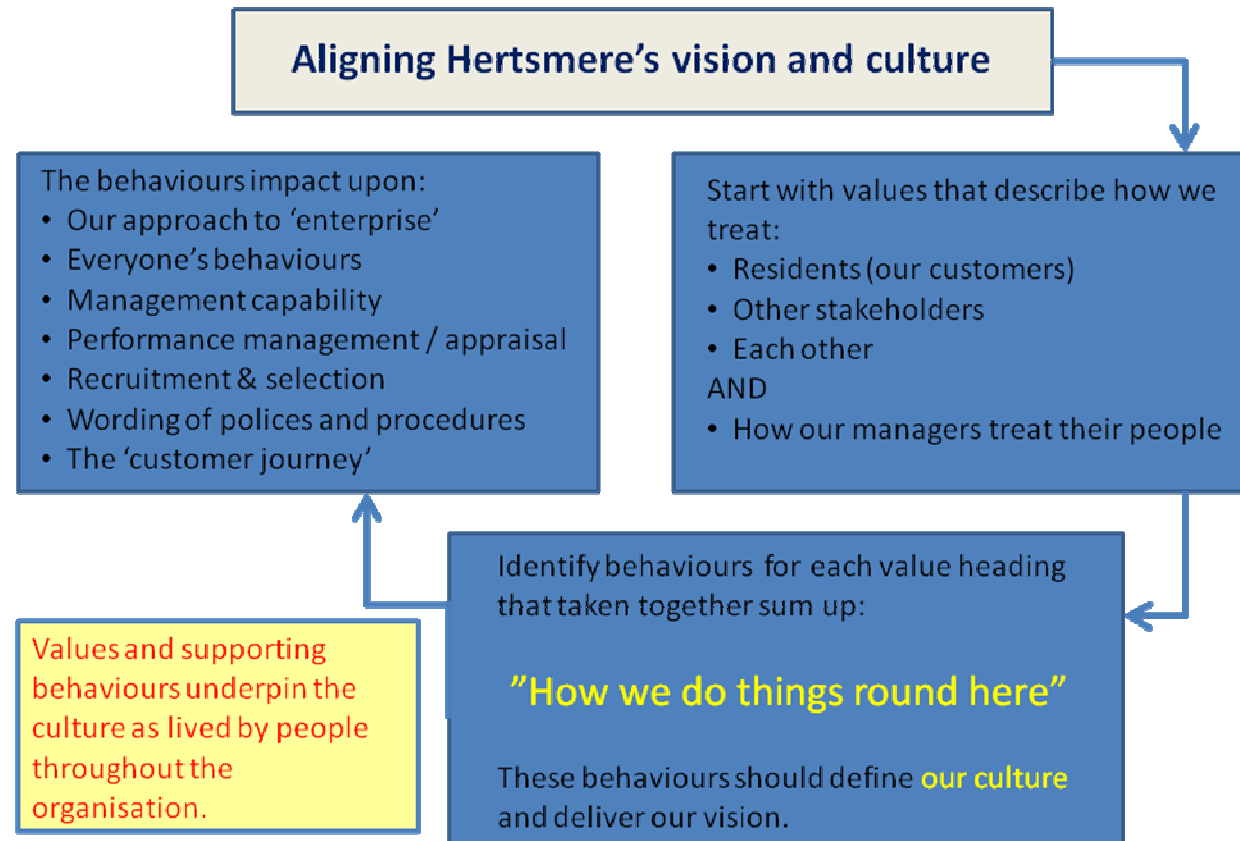 Aligning Hertsmere’s vision and culture
The behaviours impact upon:
• Our approach to ‘enterprise’
• Everyone’s behaviours
• Management capability
• Performance management / appraisal
• Recruitment & selection
• Wording of polices and procedures
• The ‘customer journey’
Start with values that describe how we
treat:
• Residents (our customers)
• Other stakeholders
• Each other
AND
• How our managers treat their people
Identify behaviours for each value heading
that taken together sum up:
”How we do things round here”
These behaviours should define our culture
and deliver our vision.
Values and supporting
behaviours underpin the
culture as lived by people
throughout the
organisation.